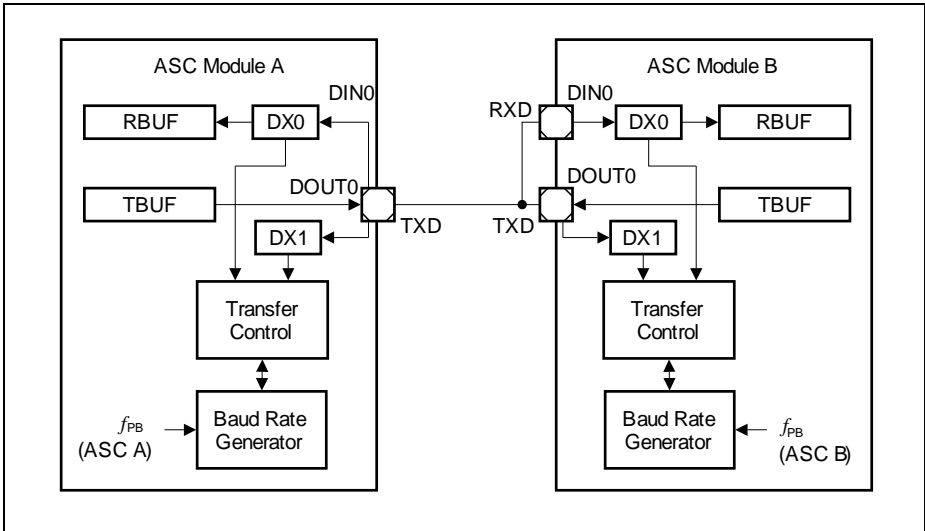 ASC Module A
DIN0
RBUF
DX0
DOUT0
TBUF
TXD
DX1
Transfer
Control
Baud Rate
Generator
fPB
(ASC A)
ASC Module B
RXD
DIN0
DX0
RBUF
DOUT0
TXD
TBUF
DX1
Transfer
Control
Baud Rate
Generator
fPB
(ASC B)